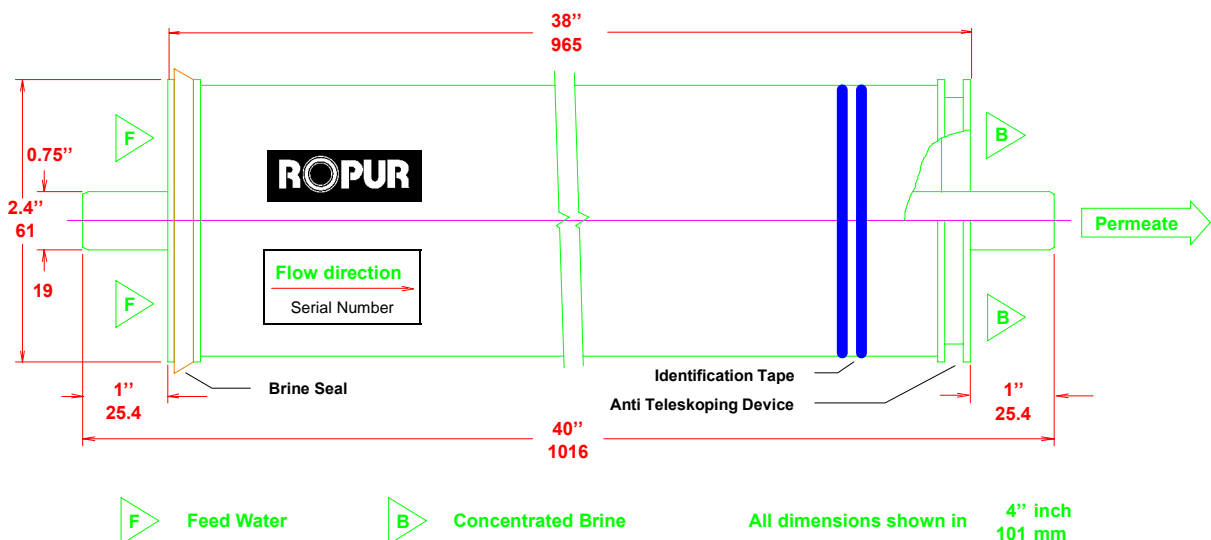 38’’
965
F
B
0.75’’
ROPUR
2.4’’
61
Permeate
Flow direction
19
Serial Number
F
B
Identification Tape
Brine Seal
1’’
25.4
Anti Teleskoping Device
1’’
25.4
40’’
1016
F Feed Water
B Concentrated Brine
All dimensions shown in
4’’ inch
101 mm